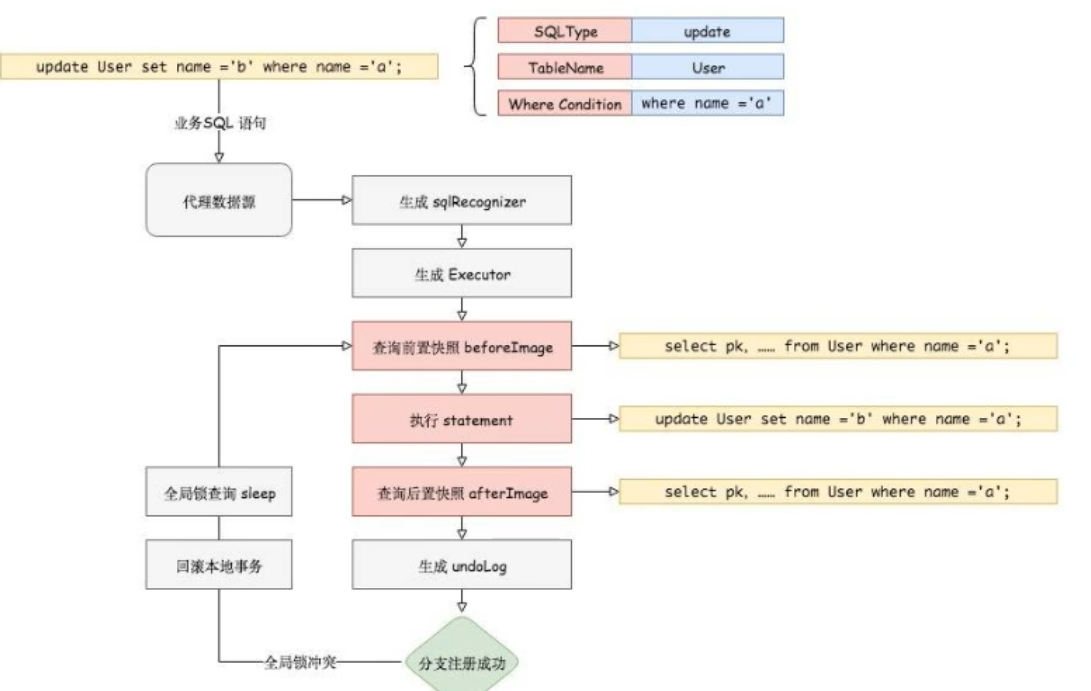 SQLType update
update User set name ='b' where name ='a';
TableName User
Where Condition where name ='a'
业务SQL 语句
代理数据源
生成 sqlRecognizer
生成 Executor
查询前置快照 beforeImage
select pk, …… from User where name ='a';
执行 statement
update User set name ='b' where name ='a';
全局锁查询 sleep
查询后置快照 afterImage
select pk, …… from User where name ='a';
回滚本地事务
生成 undoLog
全局锁冲突
分支注册成功